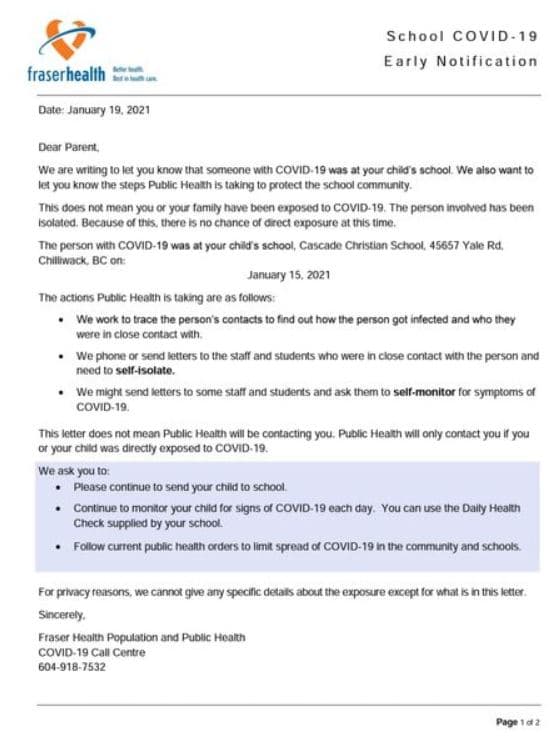 School COVID-19
Early Notification
fraserhealth
Better health.
Best in health care.
Date: January 19, 2021
Dear Parent,
We are writing to let you know that someone with COVID-19 was at your child's school. We also want to
let you know the steps Public Health is taking to protect the school community.
This does not mean you or your family have been exposed to COVID-19. The person involved has been
isolated. Because of this, there is no chance of direct exposure at this time.
The person with COVID-19 was at your child's school, Cascade Christian School, 45657 Yale Rd,
Chilliwack, BC on:
January 15, 2021
The actions Public Health is taking are as follows:
• We work to trace the person's contacts to find out how the person got infected and who they
were in close contact with.
• We phone or send letters to the staff and students who were in close contact with the person and
need to self-isolate.
• We might send letters to some staff and students and ask them to self-monitor for symptoms of
COVID-19.
This letter does not mean Public Health will be contacting you. Public Health will only contact you if you
or your child was directly exposed to COVID-19.
We ask you to:
• Please continue to send your child to school.
• Continue to monitor your child for signs of COVID-19 each day. You can use the Daily Health
Check supplied by your school.
• Follow current public health orders to limit spread of COVID-19 in the community and schools.
For privacy reasons, we cannot give any specific details about the exposure except for what is in this letter.
Sincerely,
Fraser Health Population and Public Health
COVID-19 Call Centre
604-918-7532
Page 1 of 2